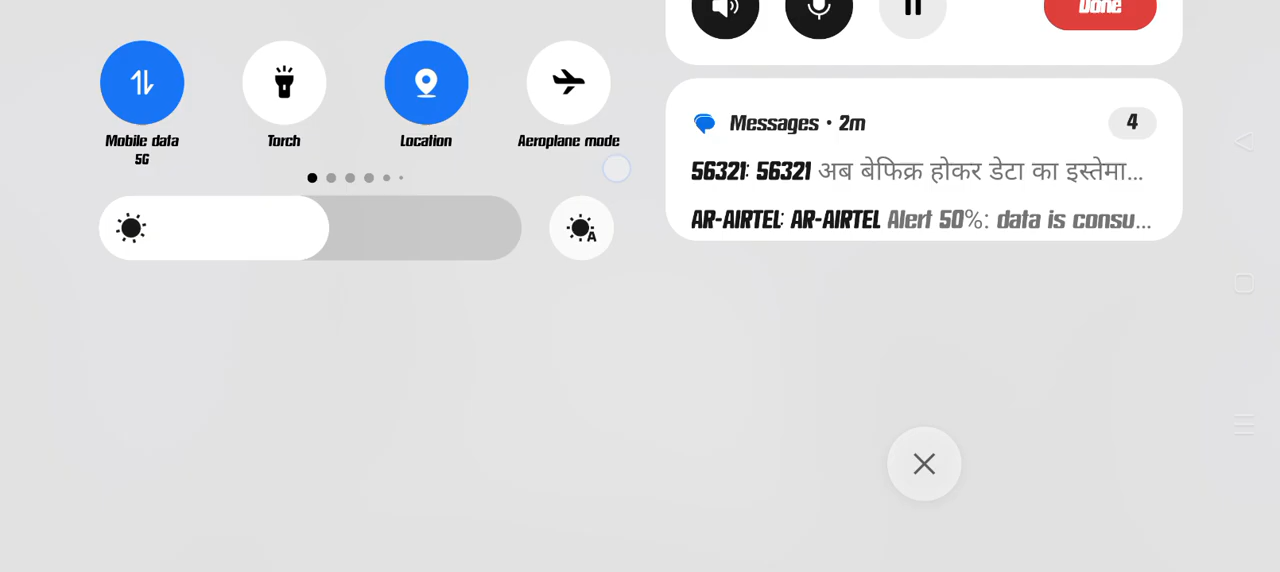 Done
Mobile data
5G
Torch
Location
Aeroplane mode
A
Messages • 2m
4
56321: 56321 अब बेफिक्र होकर डेटा का इस्तेमा...
AR-AIRTEL: AR-AIRTEL Alert 50%: data is consu...